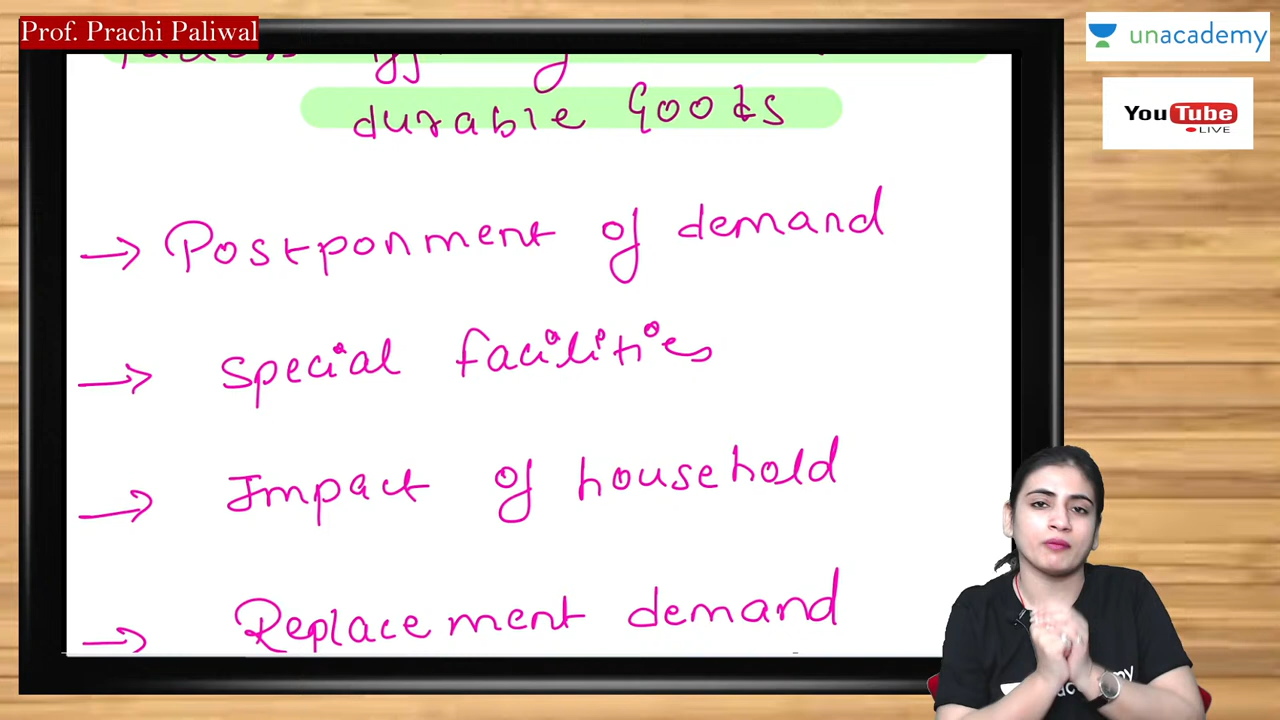 Prof. Prachi Paliwal
unacademy
YouTube
LIVE
durable Goods
→ Postponment of demand
→ Special facilities
→ Impact of household
→ Replacement demand